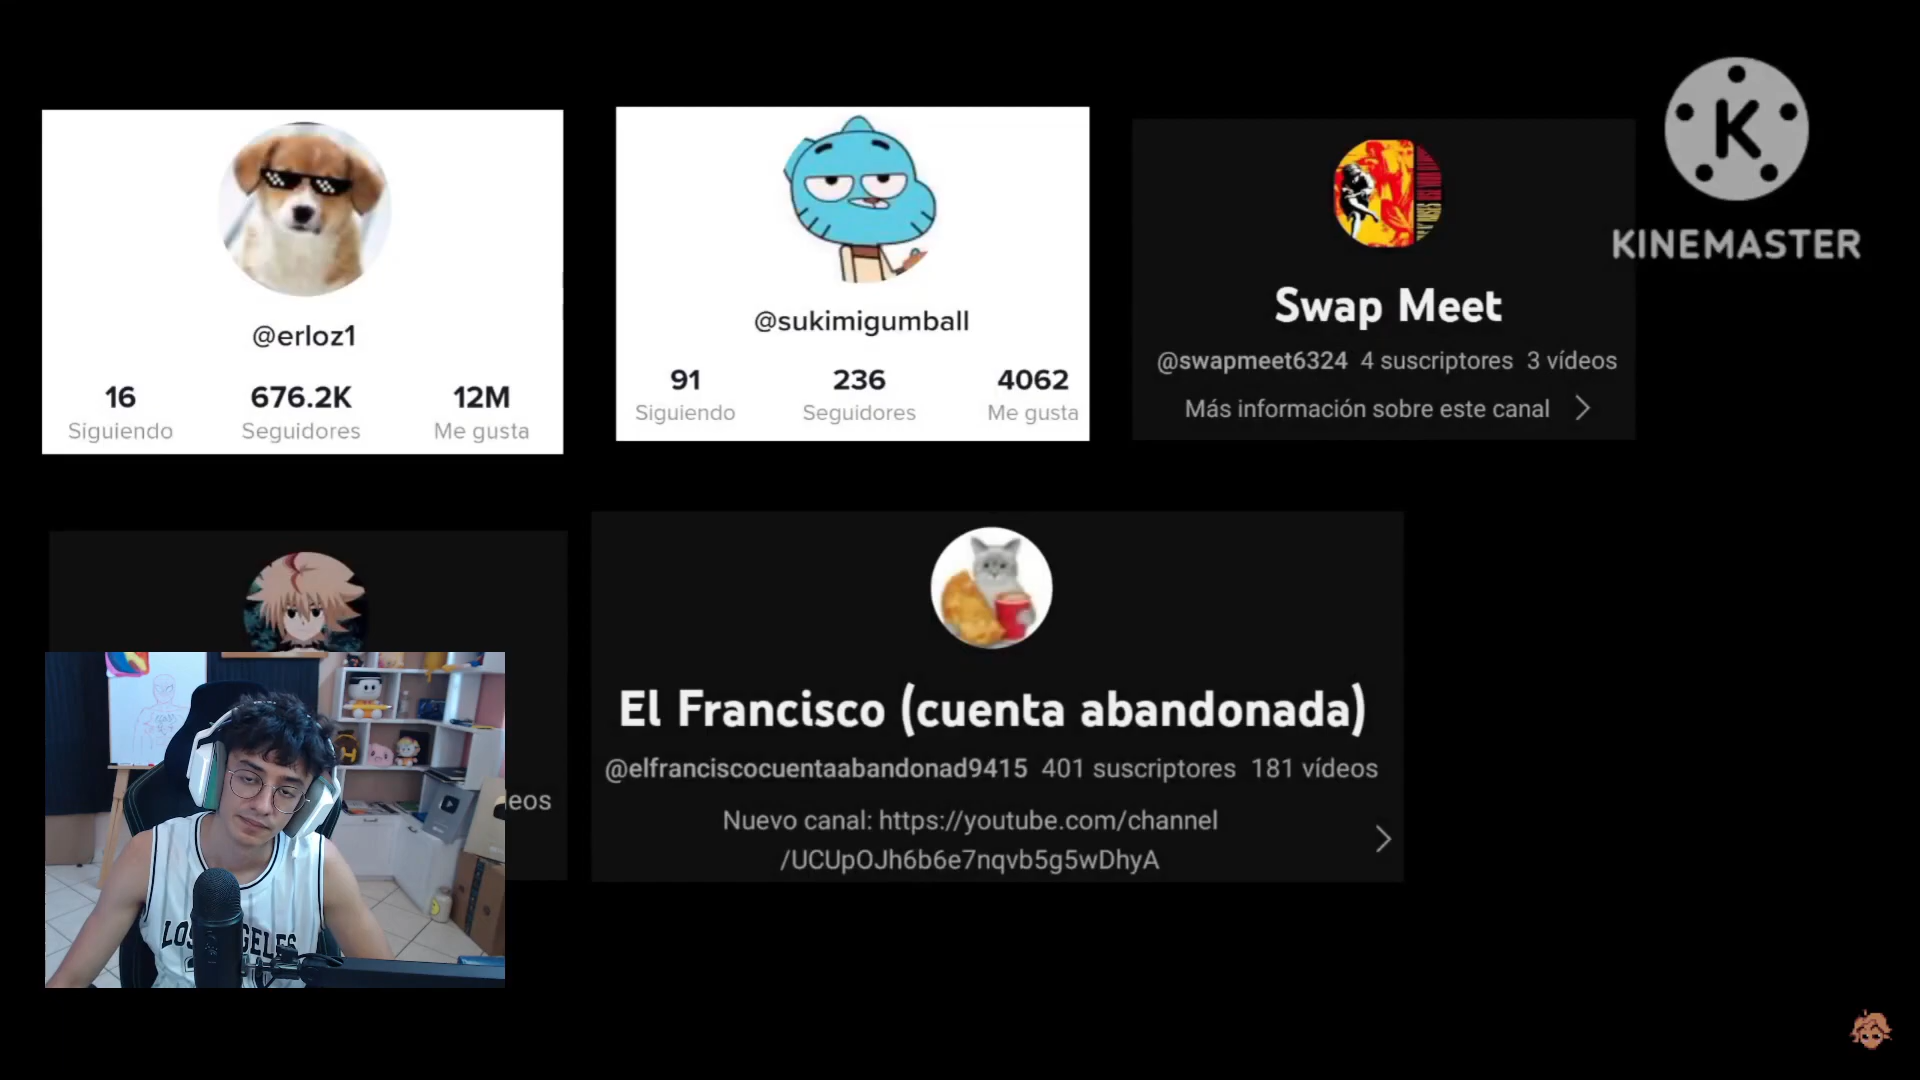 @erloz1
16 676.2K 12M
Siguiendo Seguidores Me gusta
@sukimigumball
91 236 4062
Siguiendo Seguidores Me gusta
Swap Meet
@swapmeet6324 4 suscriptores 3 vídeos
Más información sobre este canal
K
KINEMASTER
eos
El Francisco (cuenta abandonada)
@elfranciscocuentaabandonad9415 401 suscriptores 181 vídeos
Nuevo canal: https://youtube.com/channel
/UCUpOJh6b6e7nqvb5g5wDhyA